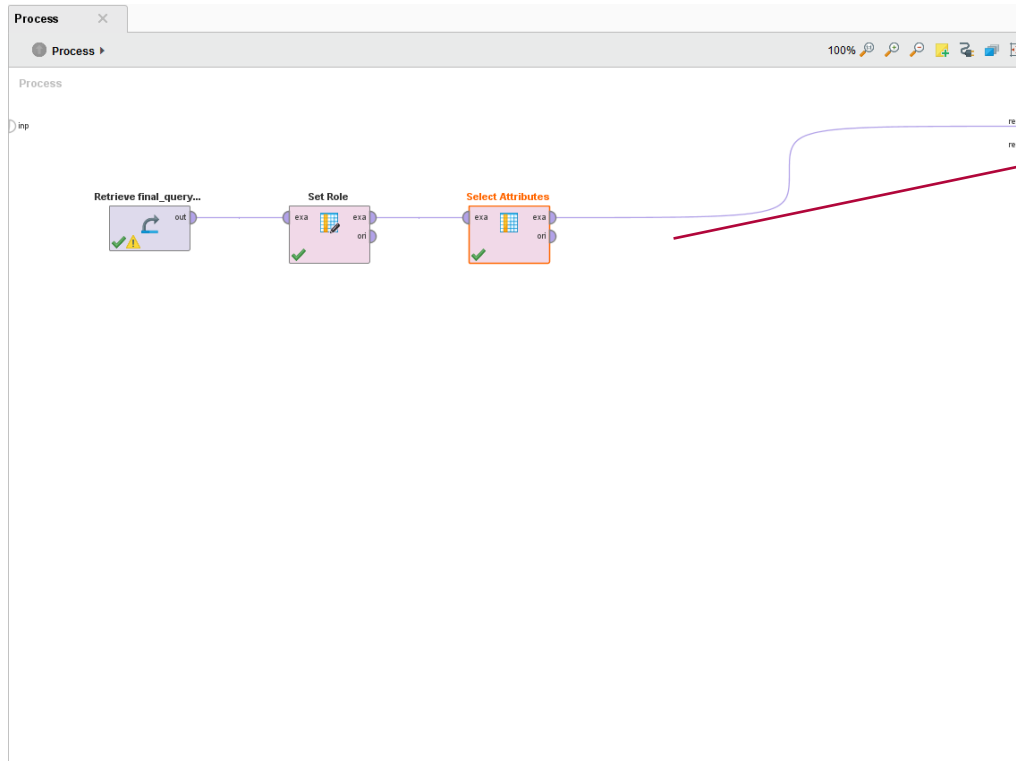 Process
Process
100%
Process
inp
re
re
Retrieve final_query...
Set Role
Select Attributes
out
exa
exa
exa
exa
ori
ori